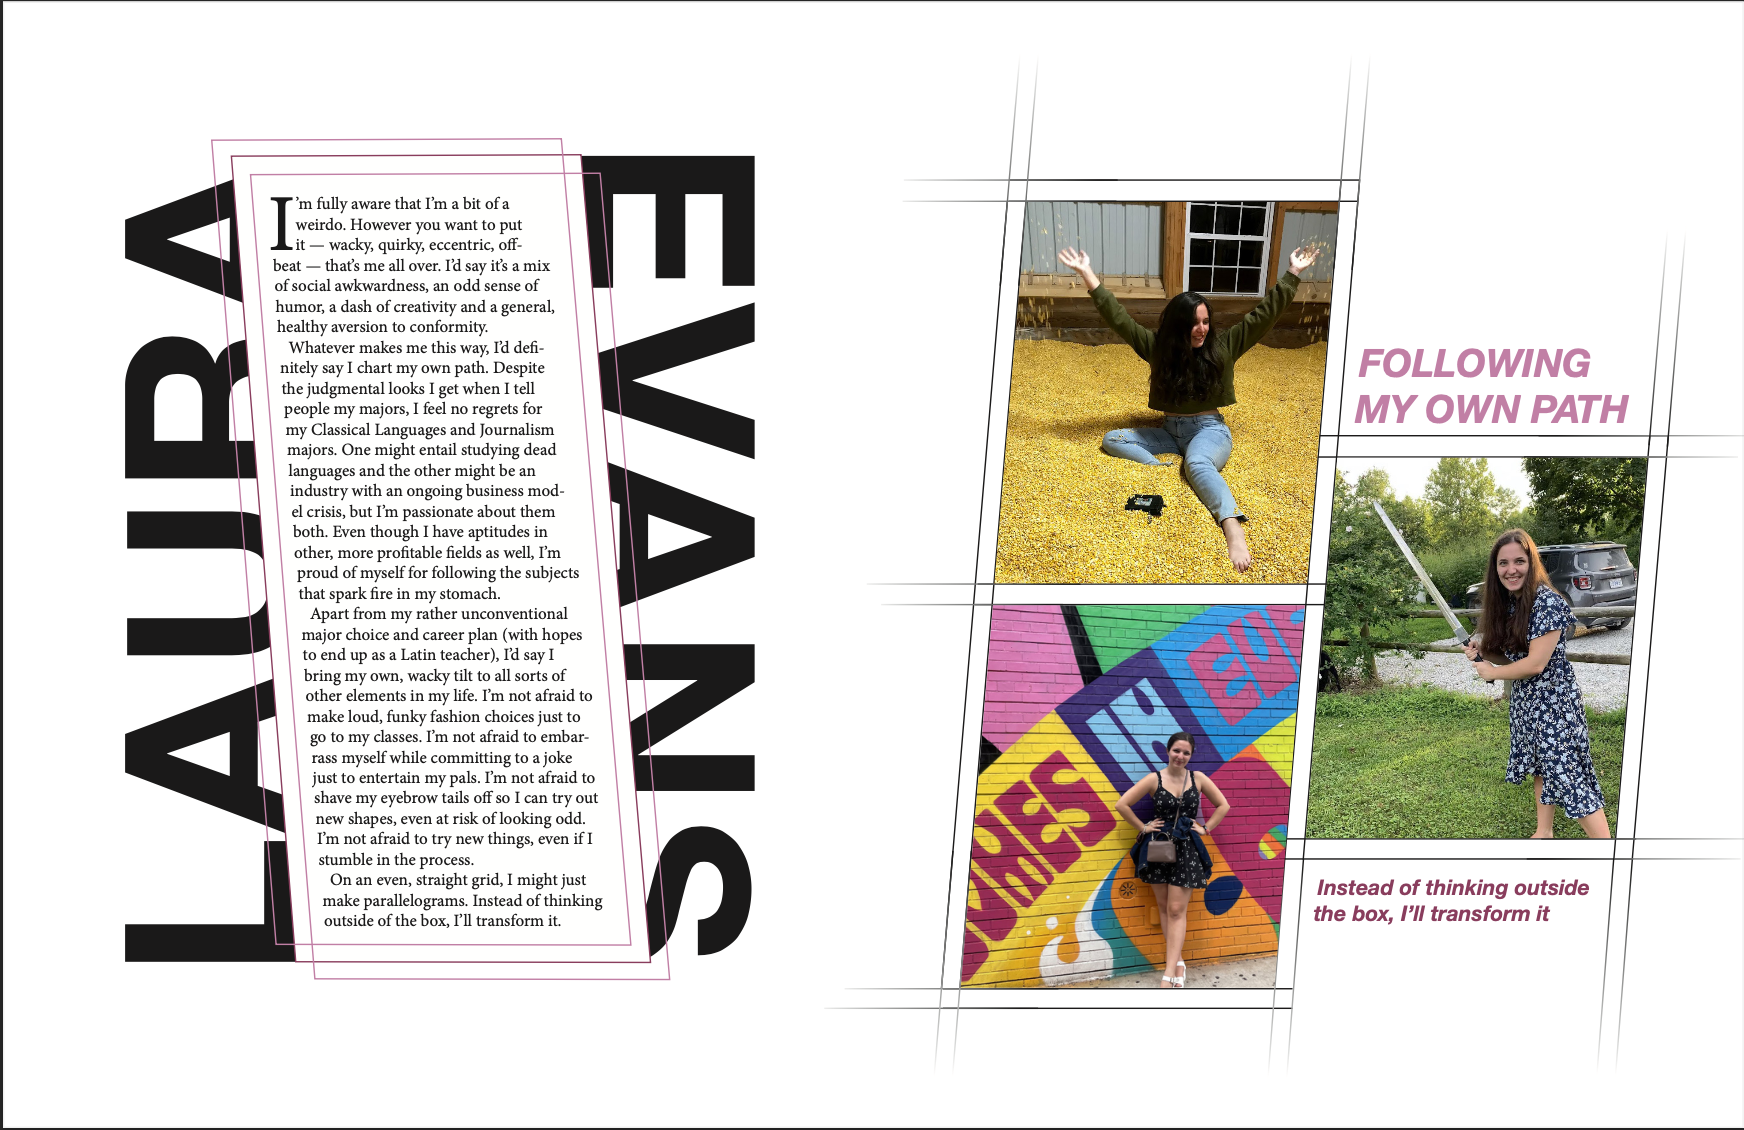 LAURA
EVANS
I'm fully aware that I'm a bit of a
weirdo. However you want to put
it — wacky, quirky, eccentric, off-
beat — that's me all over. I'd say it's a mix
of social awkwardness, an odd sense of
humor, a dash of creativity and a general,
healthy aversion to conformity.
Whatever makes me this way, I'd defi-
nitely say I chart my own path. Despite
the judgmental looks I get when I tell
people my majors, I feel no regrets for
my Classical Languages and Journalism
majors. One might entail studying dead
languages and the other might be an
industry with an ongoing business mod-
el crisis, but I'm passionate about them
both. Even though I have aptitudes in
other, more profitable fields as well, I'm
proud of myself for following the subjects
that spark fire in my stomach.
Apart from my rather unconventional
major choice and career plan (with hopes
to end up as a Latin teacher), I'd say I
bring my own, wacky tilt to all sorts of
other elements in my life. I'm not afraid to
make loud, funky fashion choices just to
go to my classes. I'm not afraid to embar-
rass myself while committing to a joke
just to entertain my pals. I'm not afraid to
shave my eyebrow tails off so I can try out
new shapes, even at risk of looking odd.
I'm not afraid to try new things, even if I
stumble in the process.
On an even, straight grid, I might just
make parallelograms. Instead of thinking
outside of the box, I'll transform it.
FOLLOWING
MY OWN PATH
IN
Instead of thinking outside
the box, I'll transform it